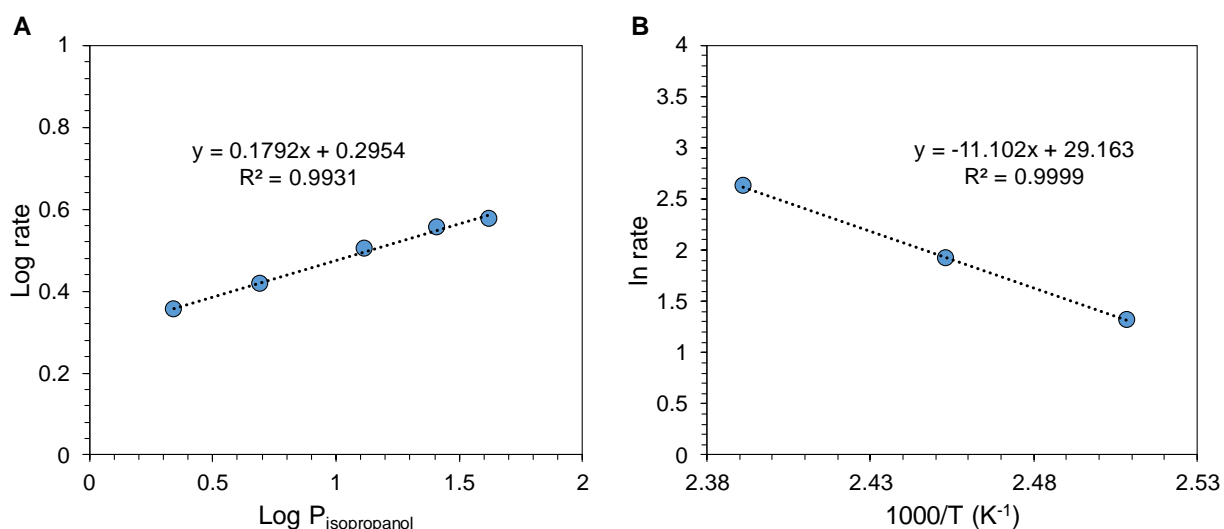 A
1
0.8
0.6
0.4
0.2
0
0
0.5
1
1.5
2
Log rate
Log P_isopropanol
y = 0.1792x + 0.2954
R² = 0.9931
B
4
3.5
3
2.5
2
1.5
1
0.5
0
2.38
2.43
2.48
2.53
ln rate
1000/T (K⁻¹)
y = -11.102x + 29.163
R² = 0.9999